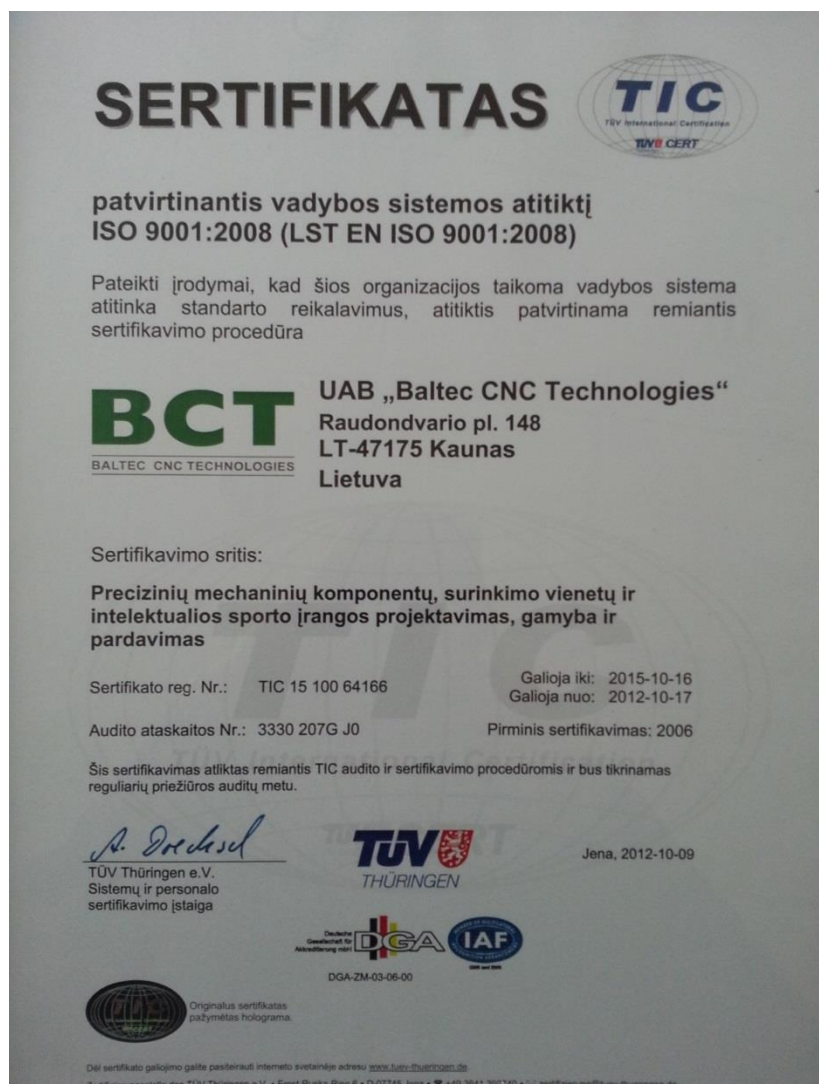 SERTIFIKATAS
TIC
TÜV International Certification
TÜV CERT
patvirtinantis vadybos sistemos atitiktį
ISO 9001:2008 (LST EN ISO 9001:2008)
Pateikti įrodymai, kad šios organizacijos taikoma vadybos sistema
atitinka standarto reikalavimus, atitiktis patvirtinama remiantis
sertifikavimo procedūra
BCT
BALTEC CNC TECHNOLOGIES
UAB „Baltec CNC Technologies“
Raudondvario pl. 148
LT-47175 Kaunas
Lietuva
Sertifikavimo sritis:
Precizinių mechaninių komponentų, surinkimo vienetų ir
intelektualios sporto įrangos projektavimas, gamyba ir
pardavimas
Sertifikato reg. Nr.: TIC 15 100 64166
Galioja iki: 2015-10-16
Galioja nuo: 2012-10-17
Audito ataskaitos Nr.: 3330 207G J0
Pirminis sertifikavimas: 2006
Šis sertifikavimas atliktas remiantis TIC audito ir sertifikavimo procedūromis ir bus tikrinamas
reguliarių priežiūros auditų metu.
A. Drechsel
TÜV Thüringen e.V.
Sistemų ir personalo
sertifikavimo įstaiga
TÜV
THÜRINGEN
Jena, 2012-10-09
Deutsche
Gesellschaft für
Akkreditierung mbH
DGA
IAF
DGA-ZM-03-06-00
Originalus sertifikatas
pažymėtas holograma.
Dėl sertifikato galiojimo galite pasiteirauti interneto svetainėje adresu www.tuev-thueringen.de